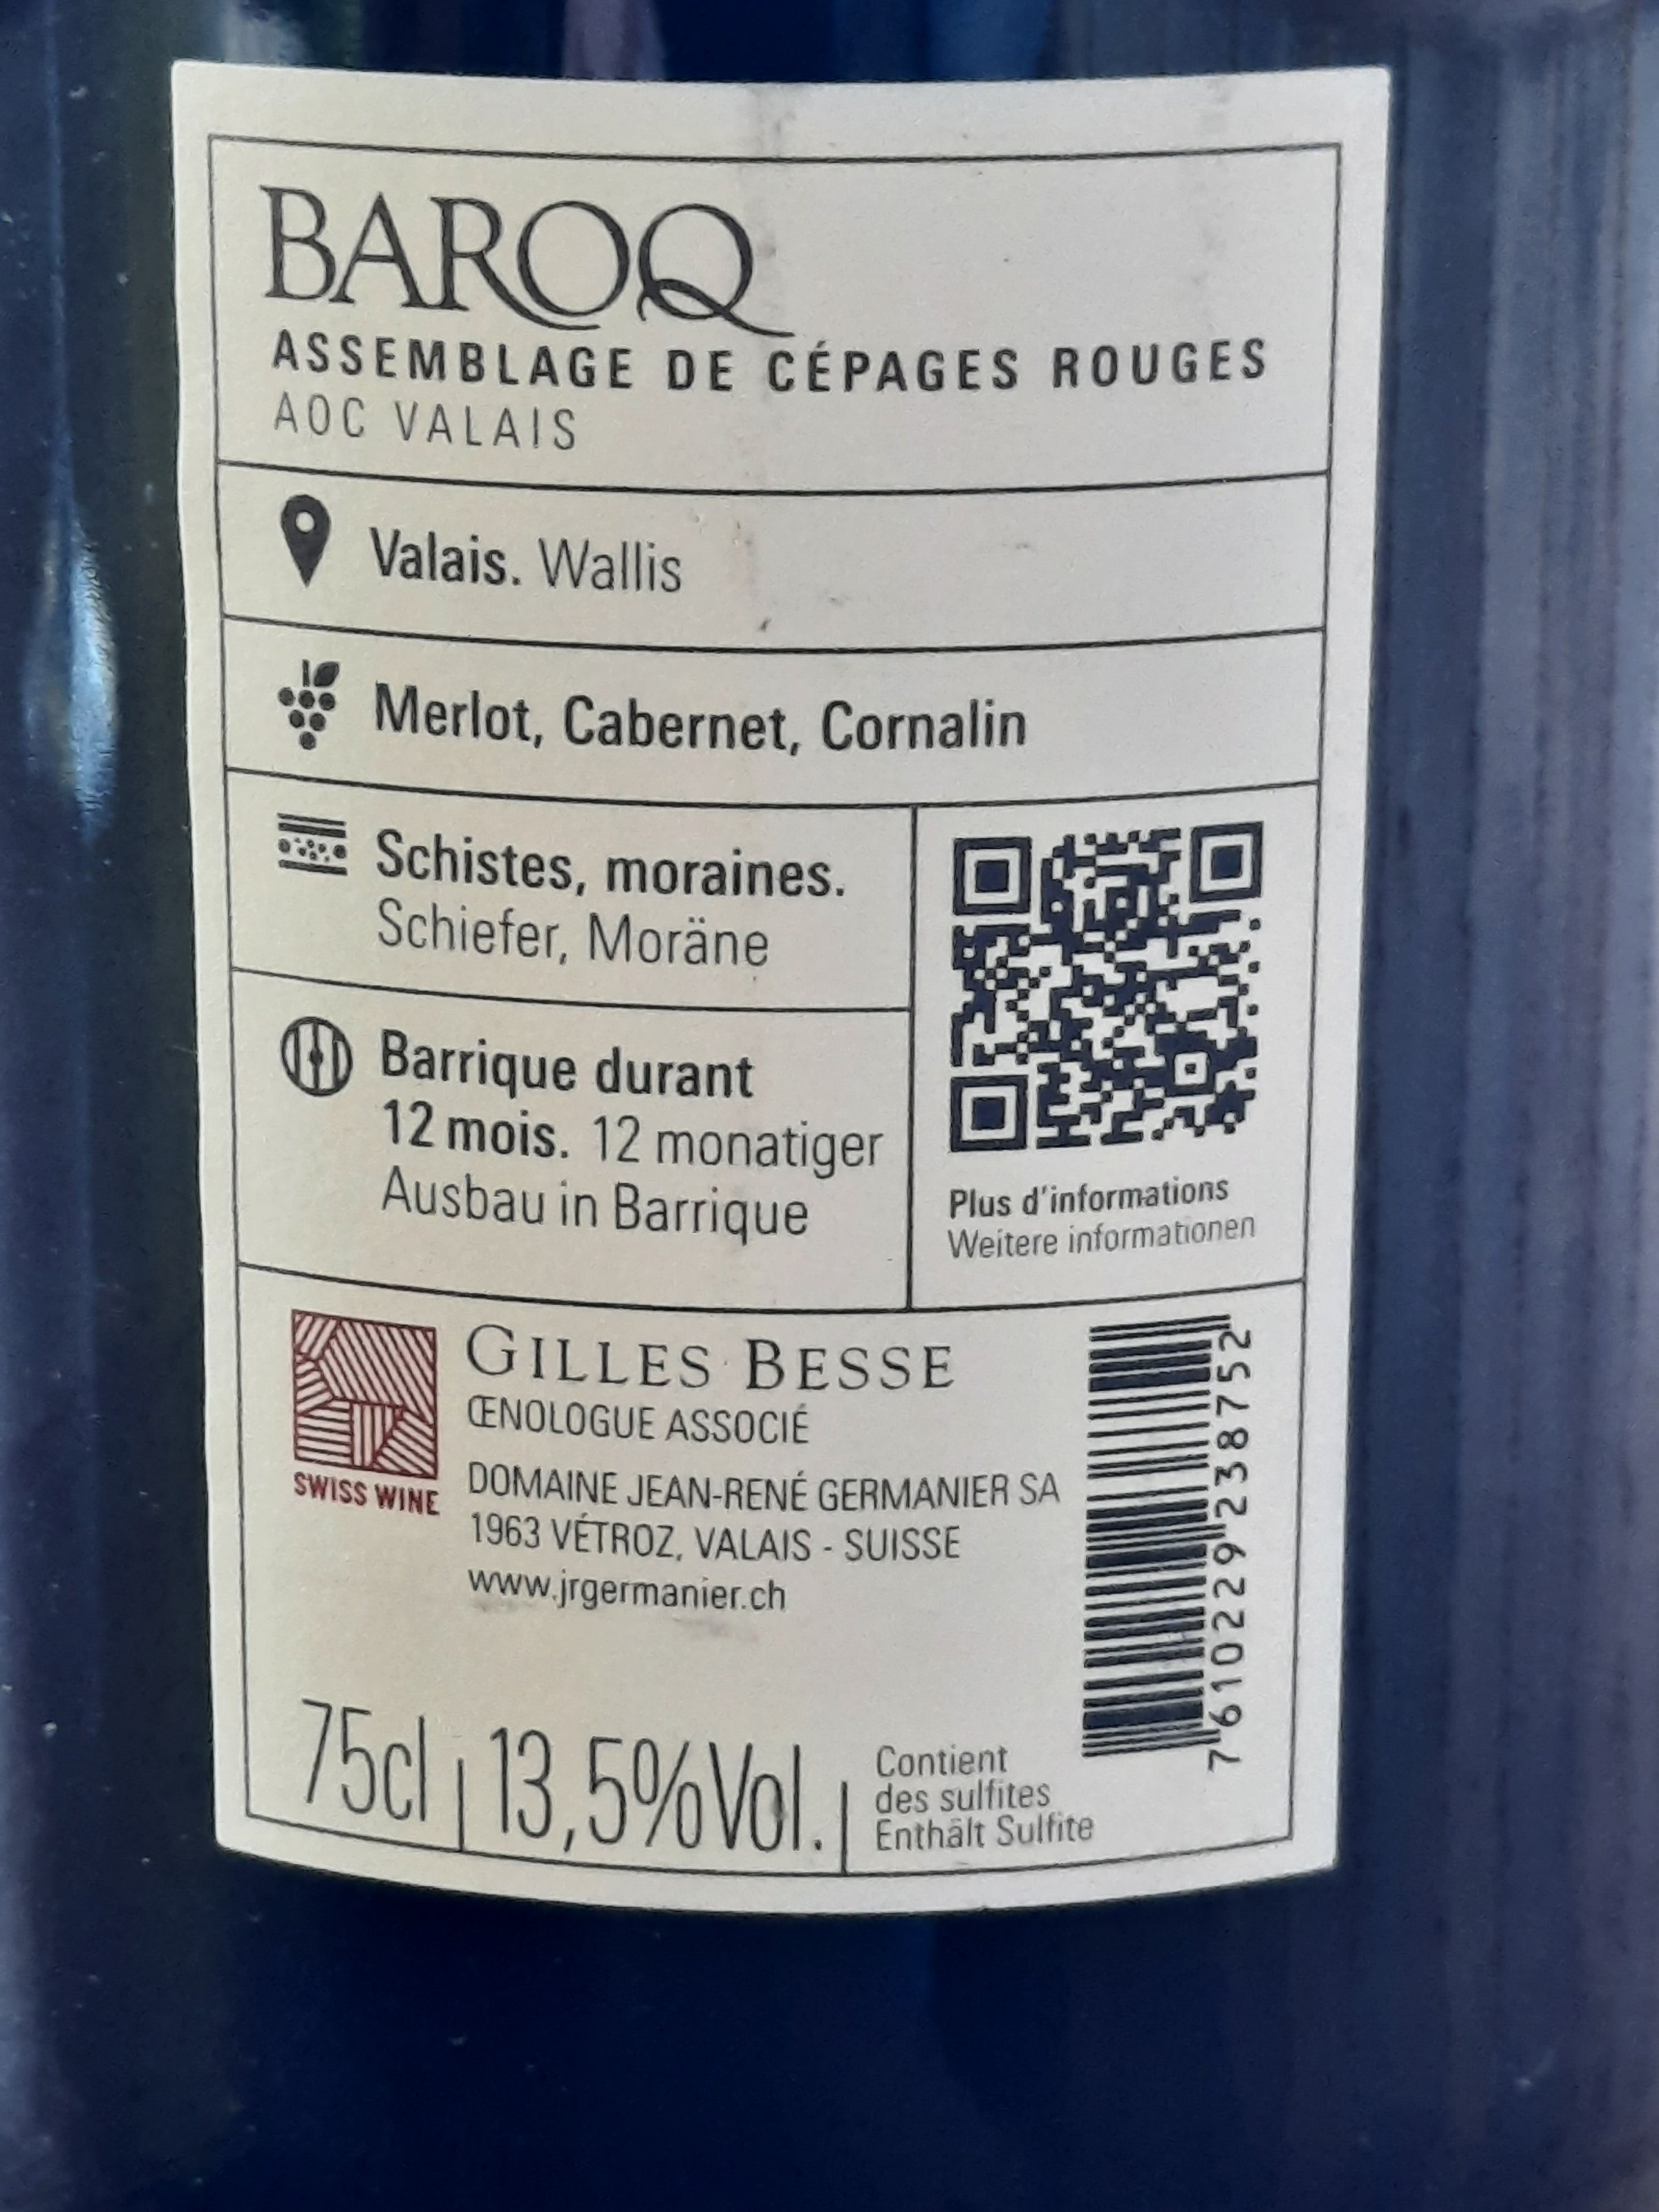 BAROQ
ASSEMBLAGE DE CÉPAGES ROUGES
AOC VALAIS
Valais. Wallis
Merlot, Cabernet, Cornalin
Schistes, moraines.
Schiefer, Moräne
Barrique durant
12 mois. 12 monatiger
Ausbau in Barrique
Plus d'informations
Weitere informationen
SWISS WINE
GILLES BESSE
ŒNOLOGUE ASSOCIÉ
DOMAINE JEAN-RENÉ GERMANIER SA
1963 VÉTROZ, VALAIS - SUISSE
www.jrgermanier.ch
7610229238752
75cl
13,5%Vol.
Contient
des sulfites
Enthält Sulfite